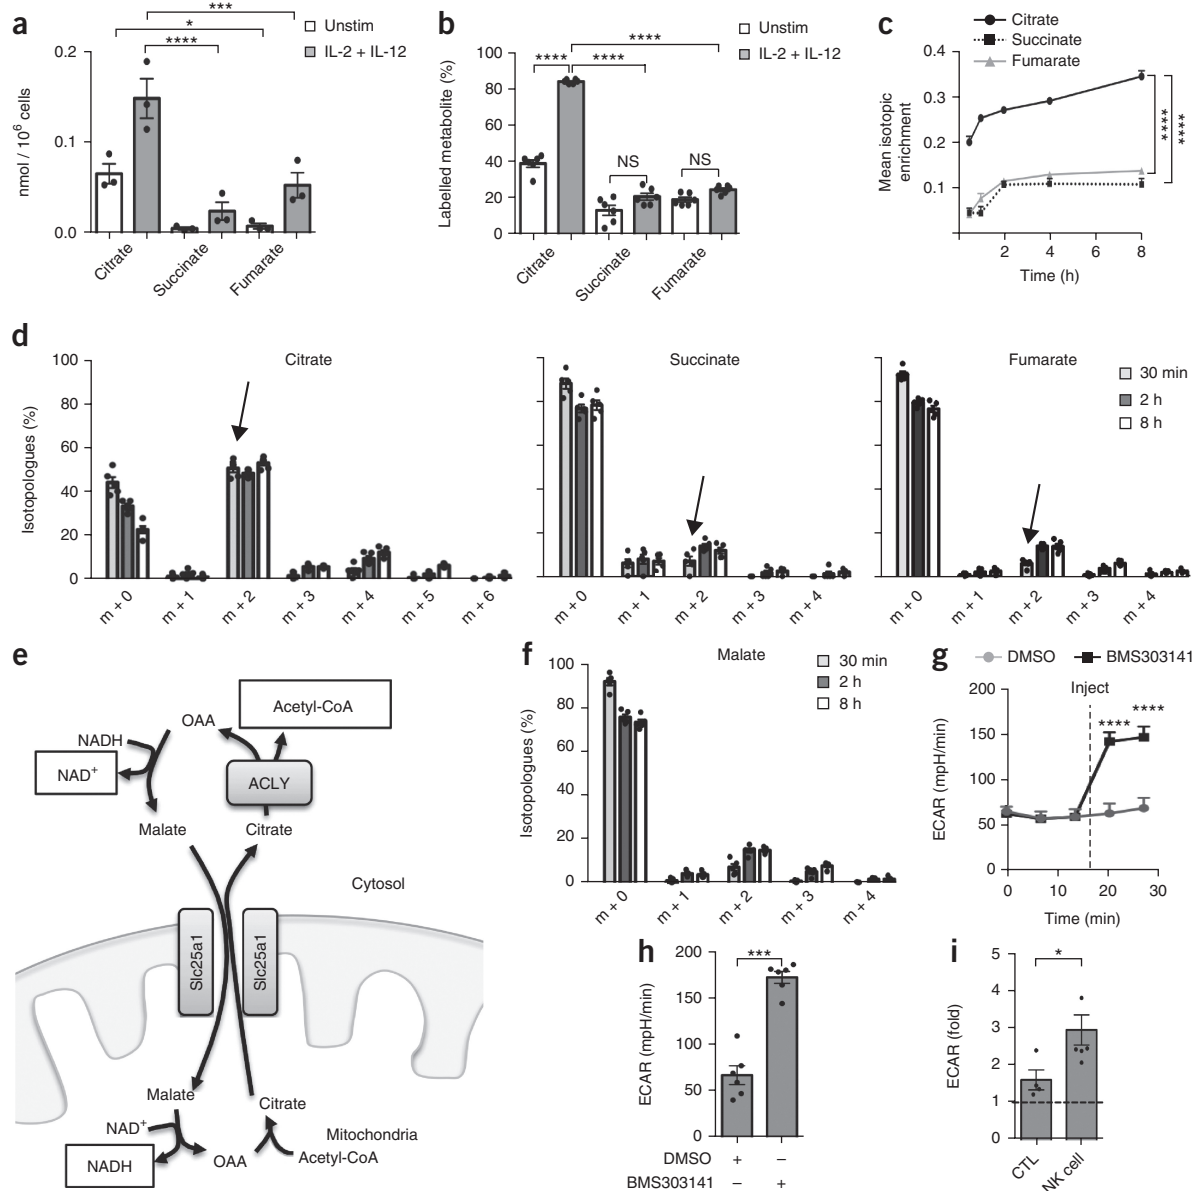 a
***
*
****
Unstim
IL-2 + IL-12
0.2
0.1
0.0
nmol / 10⁶ cells
Citrate
Succinate
Fumarate
b
****
****
****
NS
NS
Unstim
IL-2 + IL-12
100
80
60
40
20
0
Labelled metabolite (%)
Citrate
Succinate
Fumarate
c
Citrate
Succinate
Fumarate
0.4
0.3
0.2
0.1
Mean isotopic
enrichment
****
****
2
4
6
8
Time (h)
d
Citrate
100
80
60
40
20
0
Isotopologues (%)
m + 0
m + 1
m + 2
m + 3
m + 4
m + 5
m + 6
Succinate
m + 0
m + 1
m + 2
m + 3
m + 4
Fumarate
30 min
2 h
8 h
m + 0
m + 1
m + 2
m + 3
m + 4
e
OAA
Acetyl-CoA
NADH
NAD⁺
ACLY
Malate
Citrate
Cytosol
Slc25a1
Slc25a1
Malate
Citrate
NAD⁺
Mitochondria
NADH
OAA
Acetyl-CoA
f
Malate
30 min
2 h
8 h
100
80
60
40
20
0
Isotopologues (%)
m + 0
m + 1
m + 2
m + 3
m + 4
g
DMSO
BMS303141
Inject
****
****
200
150
100
50
0
ECAR (mpH/min)
0
10
20
30
Time (min)
h
***
200
150
100
50
0
ECAR (mpH/min)
DMSO + –
BMS303141 – +
i
*
5
4
3
2
1
0
ECAR (fold)
CTL
NK cell